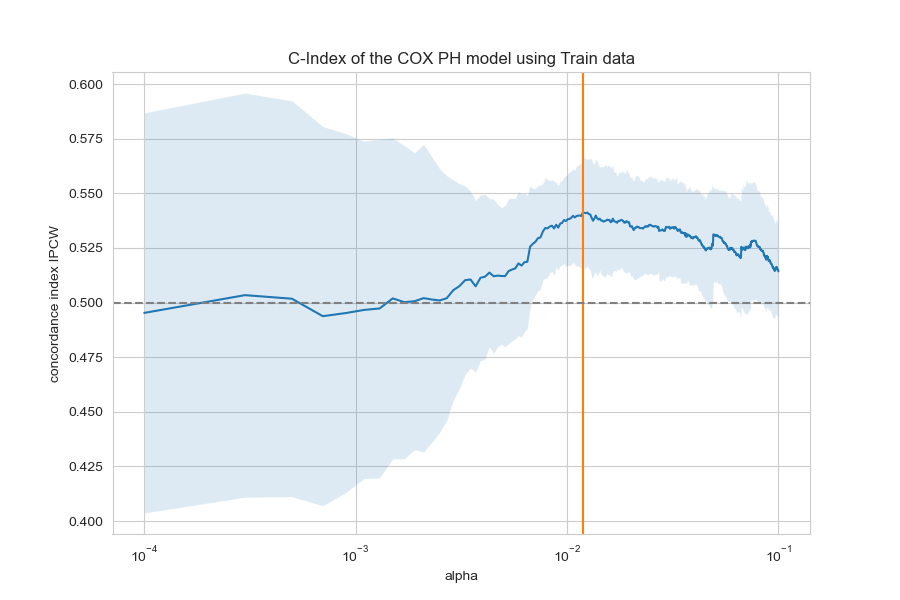 C-Index of the COX PH model using Train data
concordance index IPCW
0.600
0.575
0.550
0.525
0.500
0.475
0.450
0.425
0.400
10⁻⁴ 10⁻³ 10⁻² 10⁻¹
alpha